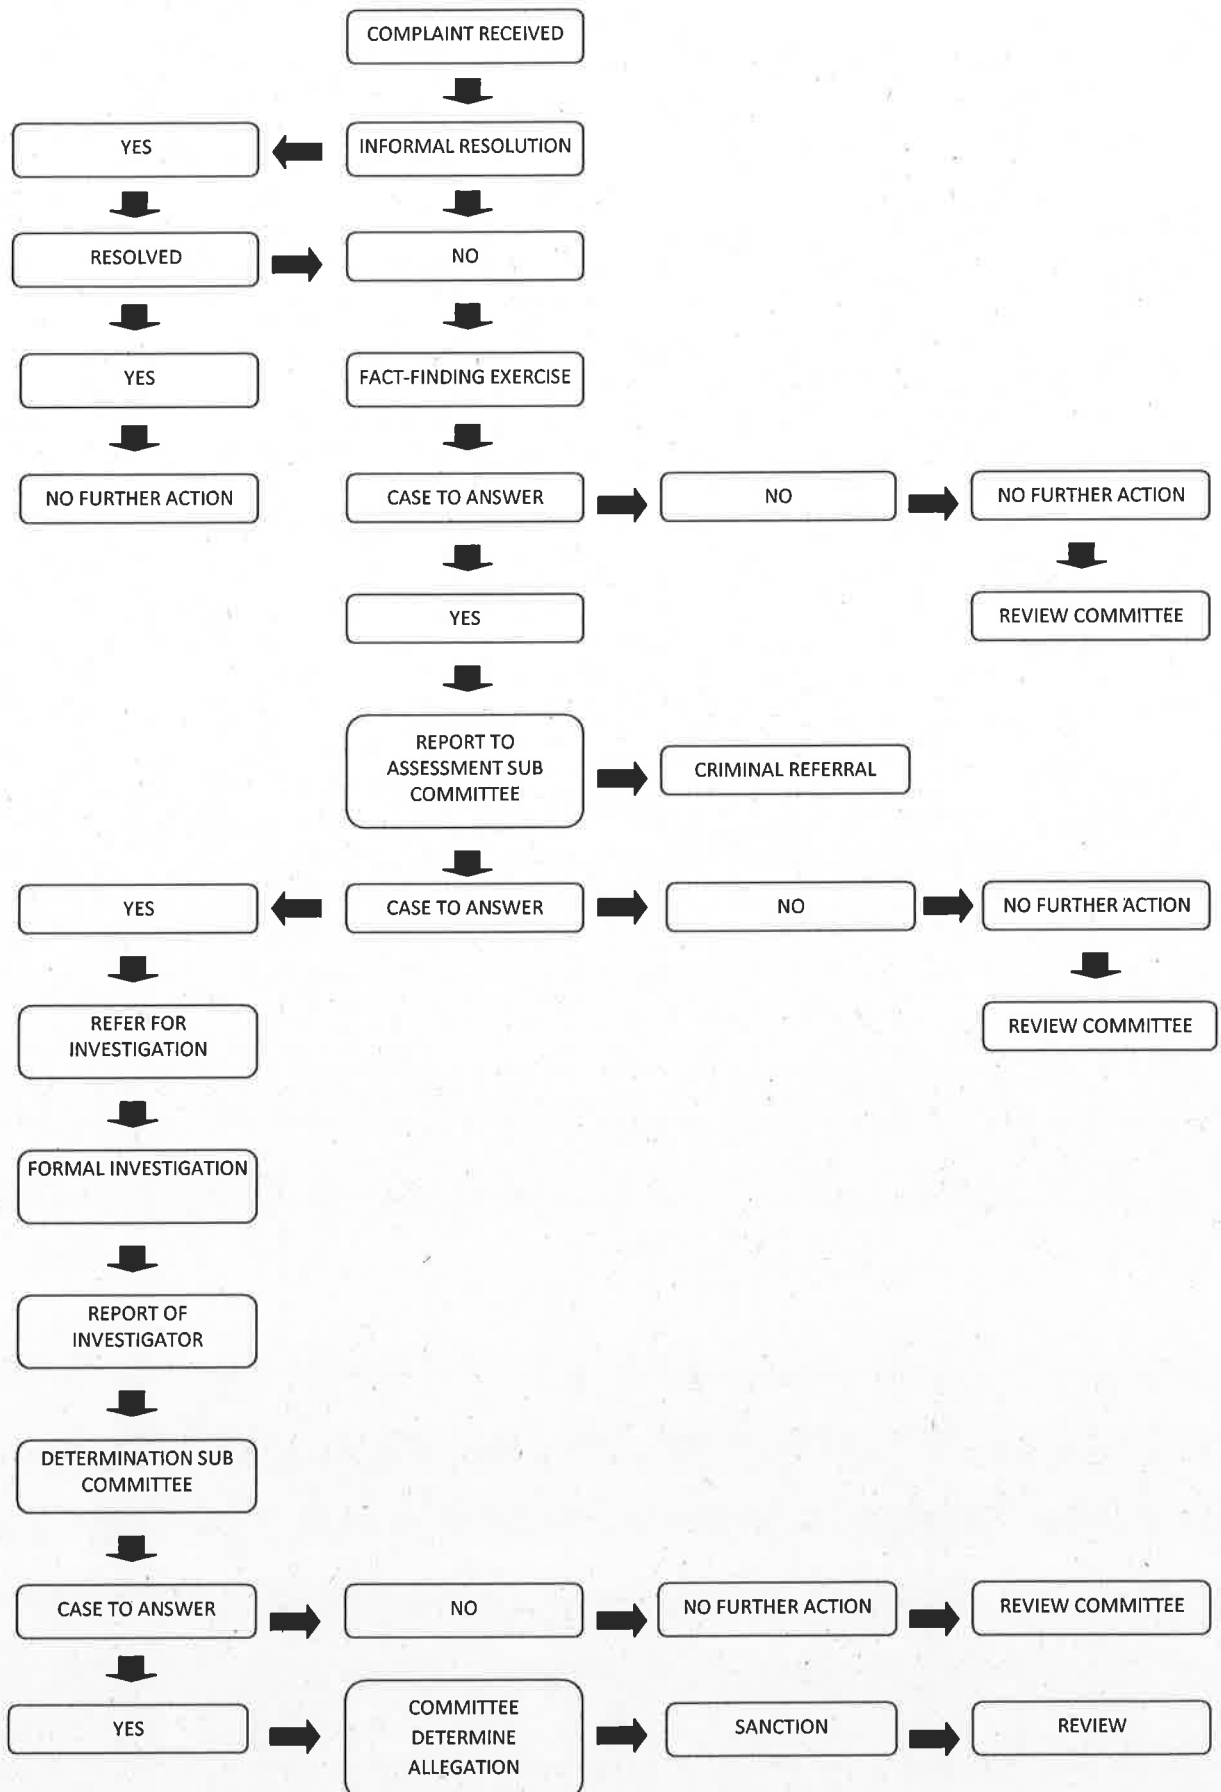 COMPLAINT RECEIVED
YES
INFORMAL RESOLUTION
RESOLVED
NO
YES
FACT-FINDING EXERCISE
NO FURTHER ACTION
CASE TO ANSWER
NO
NO FURTHER ACTION
YES
REVIEW COMMITTEE
REPORT TO
ASSESSMENT SUB
COMMITTEE
CRIMINAL REFERRAL
YES
CASE TO ANSWER
NO
NO FURTHER ACTION
REFER FOR
INVESTIGATION
REVIEW COMMITTEE
FORMAL INVESTIGATION
REPORT OF
INVESTIGATOR
DETERMINATION SUB
COMMITTEE
CASE TO ANSWER
NO
NO FURTHER ACTION
REVIEW COMMITTEE
YES
COMMITTEE
DETERMINE
ALLEGATION
SANCTION
REVIEW